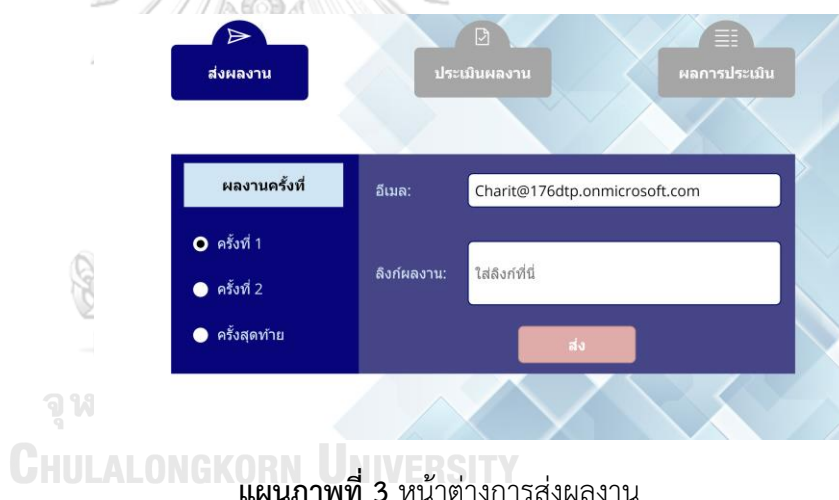 ส่งผลงาน
ประเมินผลงาน
ผลการประเมิน
ผลงานครั้งที่
ครั้งที่ 1
ครั้งที่ 2
ครั้งสุดท้าย
อีเมล:
Charit@176dtp.onmicrosoft.com
ลิงก์ผลงาน:
ใส่ลิงก์ที่นี่
ส่ง
จุฬ
CHULALONGKORN UNIVERSITY
แผนภาพที่ 3 หน้าต่างการส่งผลงาน